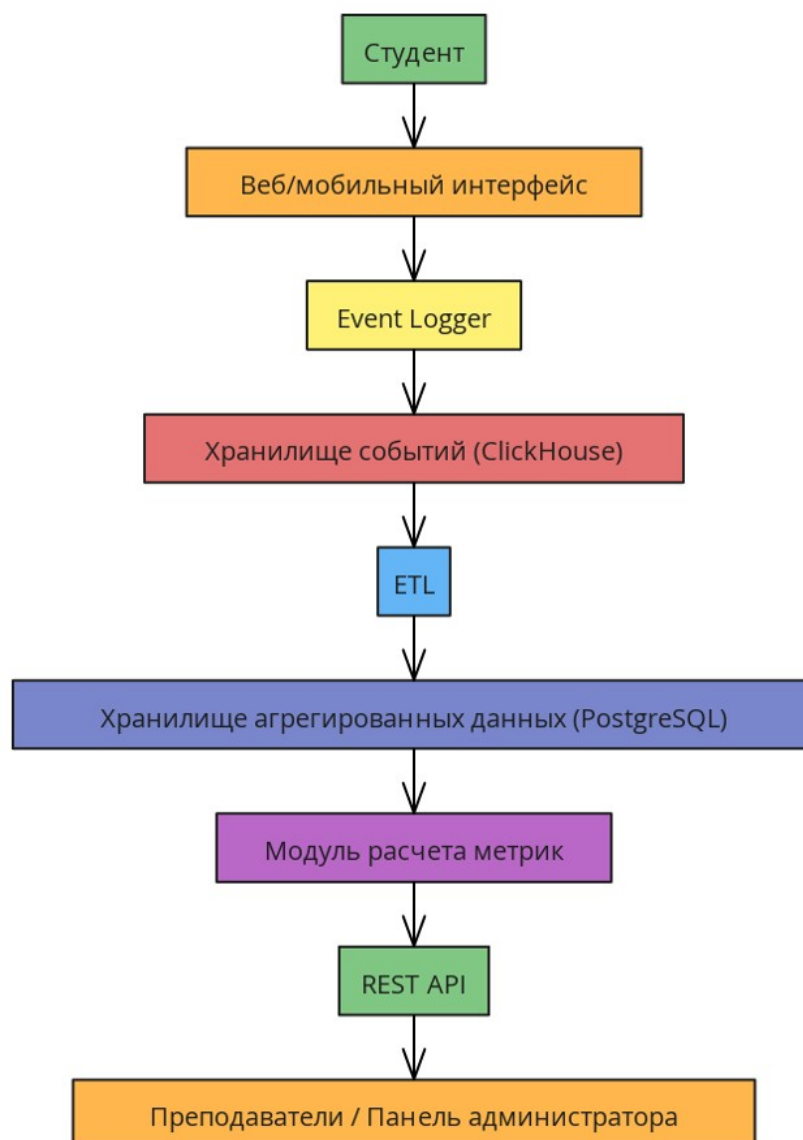 Студент
Веб/мобильный интерфейс
Event Logger
Хранилище событий (ClickHouse)
ETL
Хранилище агрегированных данных (PostgreSQL)
Модуль расчета метрик
REST API
Преподаватели / Панель администратора